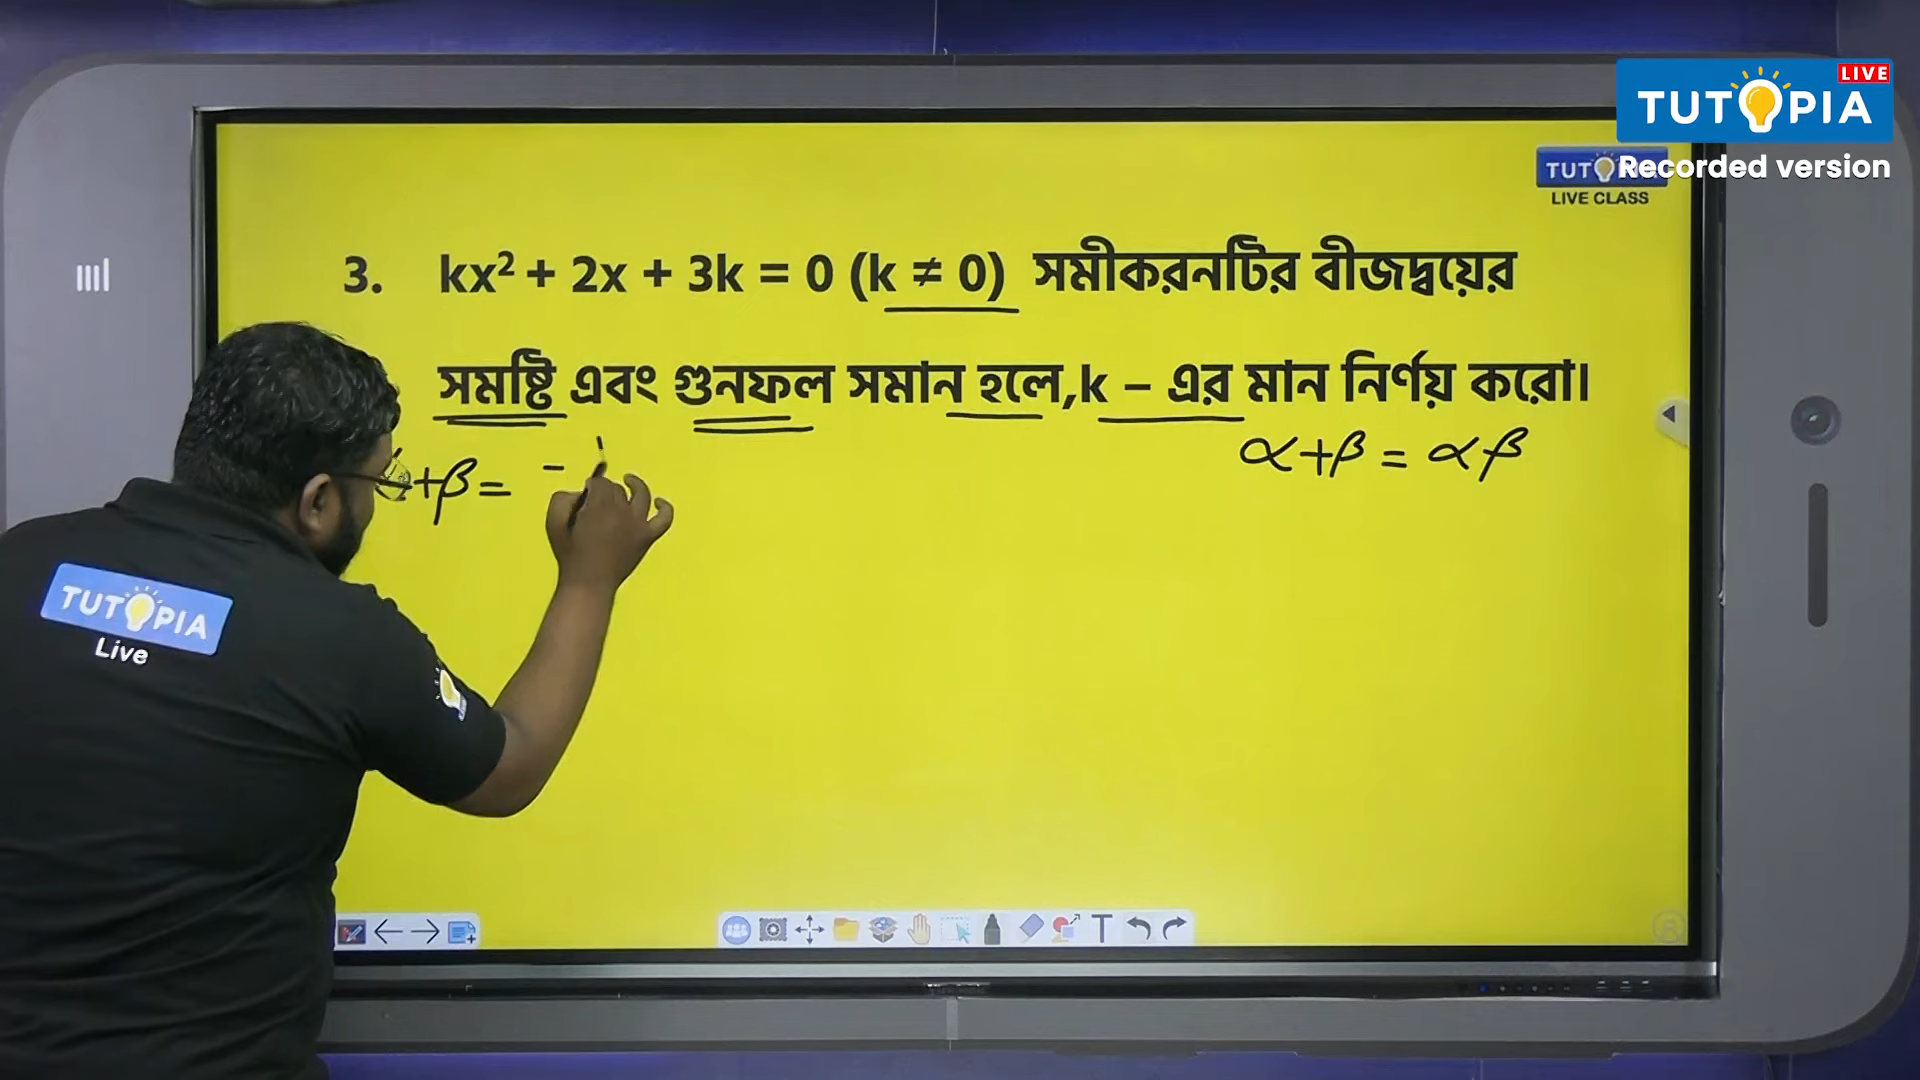 LIVE
TUTOPIA
Recorded version
LIVE CLASS
3. kx² + 2x + 3k = 0 (k ≠ 0) সমীকরনটির বীজদ্বয়ের
সমষ্টি এবং গুনফল সমান হলে,k – এর মান নির্ণয় করো।
α+β = αβ
+β = –
TUTOPIA
Live
T